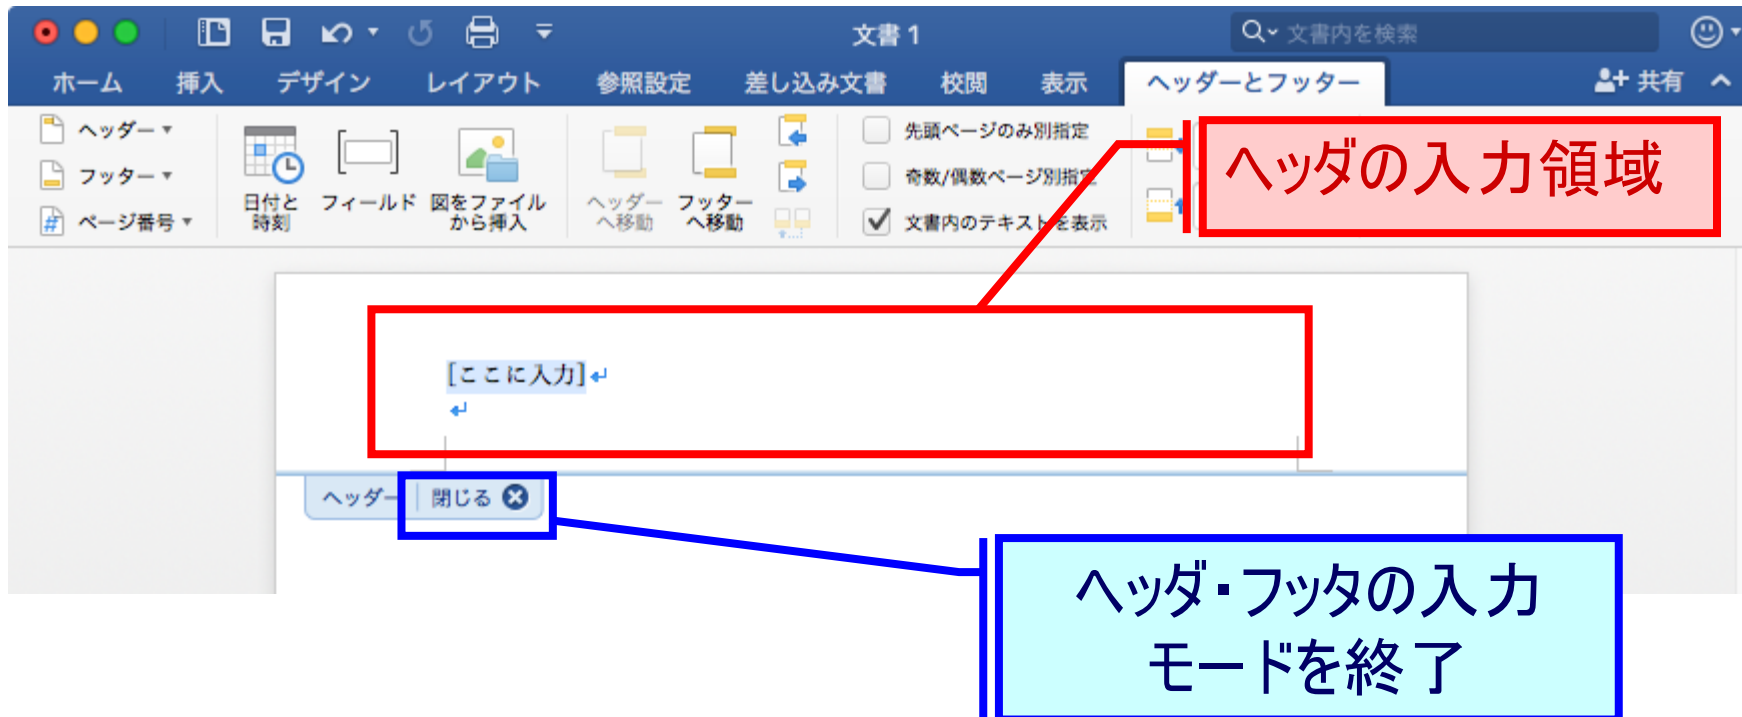 文書 1
文書内を検索
ホーム 挿入 デザイン レイアウト 参照設定 差し込み文書 校閲 表示 ヘッダーとフッター 共有
ヘッダー
フッター
ページ番号
日付と
時刻
フィールド
図をファイル
から挿入
ヘッダー
へ移動
フッター
へ移動
先頭ページのみ別指定
奇数/偶数ページ別指定
文書内のテキストを表示
ヘッダの入力領域
[ここに入力]
ヘッダー 閉じる
ヘッダ・フッタの入力
モードを終了